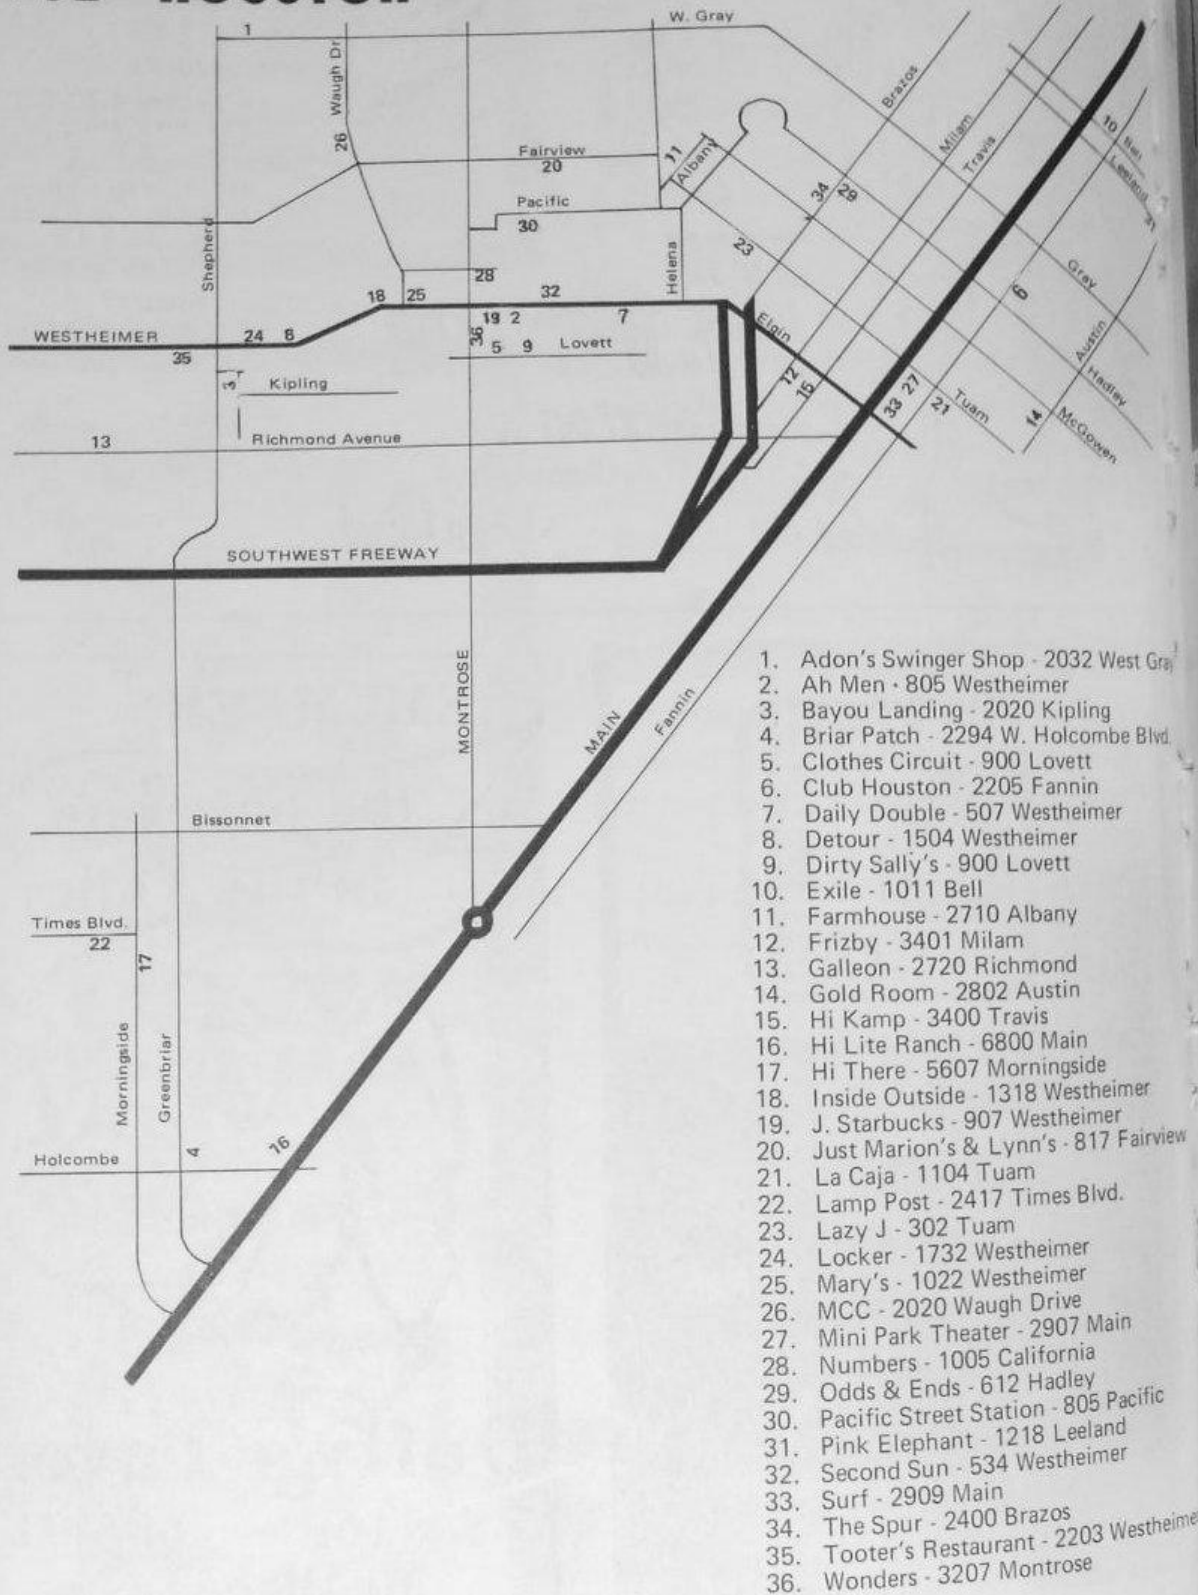 HOUSTON
W. Gray
1
Waugh Dr
26
Brazos
Milam
Travis
10
Leeland
31
Fairview
20
11
Albany
34
29
Pacific
30
Shepherd
Helena
23
28
Gray
6
18
25
32
19
2
7
WESTHEIMER
24
8
36
5
9
Lovett
Elgin
Austin
35
3
Kipling
12
15
27
33
21
Tuam
14
Hadley
McGowen
13
Richmond Avenue
SOUTHWEST FREEWAY
MONTROSE
MAIN
Fannin
Bissonnet
Times Blvd.
22
17
Morningside
Greenbriar
Holcombe
4
16
1. Adon's Swinger Shop - 2032 West Gray
2. Ah Men - 805 Westheimer
3. Bayou Landing - 2020 Kipling
4. Briar Patch - 2294 W. Holcombe Blvd.
5. Clothes Circuit - 900 Lovett
6. Club Houston - 2205 Fannin
7. Daily Double - 507 Westheimer
8. Detour - 1504 Westheimer
9. Dirty Sally's - 900 Lovett
10. Exile - 1011 Bell
11. Farmhouse - 2710 Albany
12. Frizby - 3401 Milam
13. Galleon - 2720 Richmond
14. Gold Room - 2802 Austin
15. Hi Kamp - 3400 Travis
16. Hi Lite Ranch - 6800 Main
17. Hi There - 5607 Morningside
18. Inside Outside - 1318 Westheimer
19. J. Starbucks - 907 Westheimer
20. Just Marion's & Lynn's - 817 Fairview
21. La Caja - 1104 Tuam
22. Lamp Post - 2417 Times Blvd.
23. Lazy J - 302 Tuam
24. Locker - 1732 Westheimer
25. Mary's - 1022 Westheimer
26. MCC - 2020 Waugh Drive
27. Mini Park Theater - 2907 Main
28. Numbers - 1005 California
29. Odds & Ends - 612 Hadley
30. Pacific Street Station - 805 Pacific
31. Pink Elephant - 1218 Leeland
32. Second Sun - 534 Westheimer
33. Surf - 2909 Main
34. The Spur - 2400 Brazos
35. Tooter's Restaurant - 2203 Westheimer
36. Wonders - 3207 Montrose